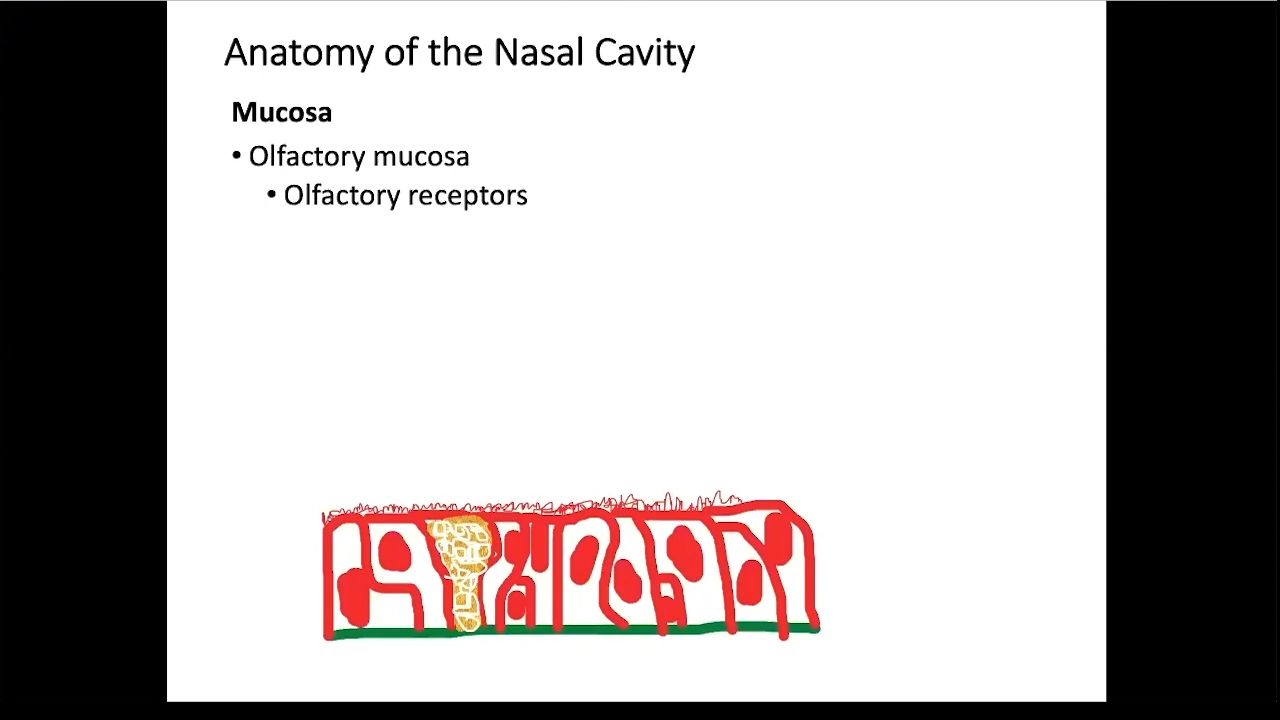 Anatomy of the Nasal Cavity
Mucosa
• Olfactory mucosa
• Olfactory receptors